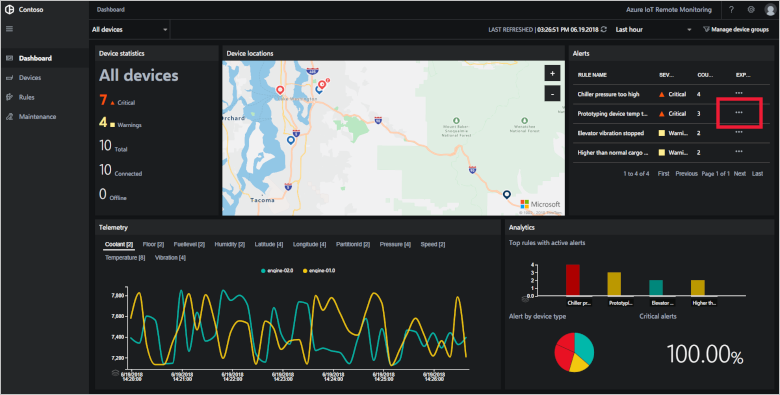 Contoso
Dashboard
Azure IoT Remote Monitoring
All devices
LAST REFRESHED | 03:26:51 PM 06.19.2018
Last hour
Manage device groups
Dashboard
Devices
Rules
Maintenance
Device statistics
All devices
7 Critical
4 Warnings
10 Total
10 Connected
0 Offline
Device locations
Tacoma
Microsoft
Alerts
RULE NAME SEV... COU... EXP...
Chiller pressure too high Critical 4 ...
Prototyping device temp t... Critical 3 ...
Elevator vibration stopped Warni... 2 ...
Higher than normal cargo ... Warni... 2 ...
1 to 4 of 4 First Previous Page 1 of 1 Next Last
Telemetry
Coolant [2] Floor [2] Fuellevel [2] Humidity [2] Latitude [4] Longitude [4] PartitionId [2] Pressure [4] Speed [2]
Temperature [8] Vibration [4]
engine-02.0 engine-01.0
7,800
7,600
7,400
7,200
6/19/2018 6/19/2018 6/19/2018 6/19/2018 6/19/2018 6/19/2018 6/19/2018
14:20:00 14:21:00 14:22:00 14:23:00 14:24:00 14:25:00 14:26:00
Analytics
Top rules with active alerts
4
3
2
1
0
Chiller pr... Prototypi... Elevator ... Higher th...
Alert by device type
Critical alerts
100.00%